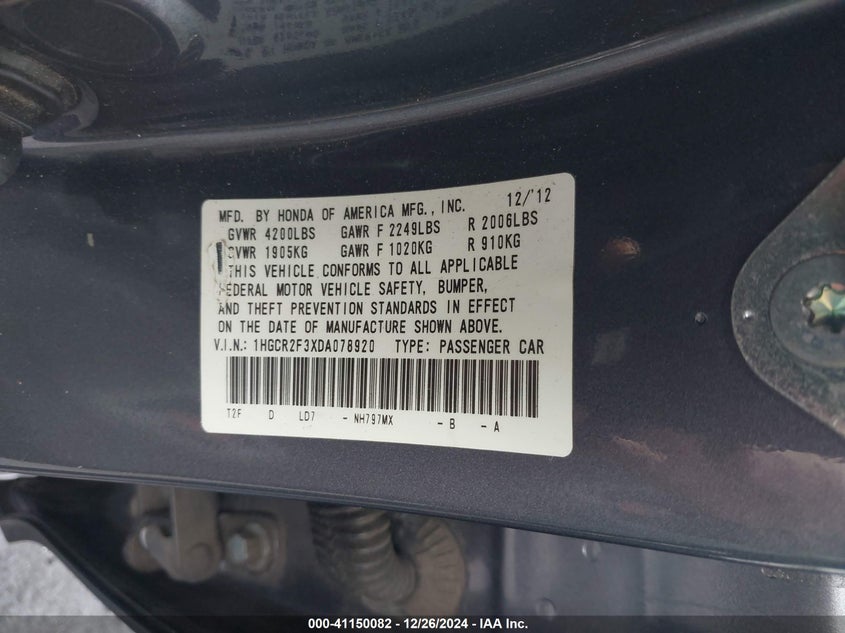 MFD. BY HONDA OF AMERICA MFG., INC. 12/'12
GVWR 4200LBS GAWR F 2249LBS R 2006LBS
GVWR 1905KG GAWR F 1020KG R 910KG
THIS VEHICLE CONFORMS TO ALL APPLICABLE
FEDERAL MOTOR VEHICLE SAFETY, BUMPER,
AND THEFT PREVENTION STANDARDS IN EFFECT
ON THE DATE OF MANUFACTURE SHOWN ABOVE.
V.I.N.: 1HGCR2F3XDA078920 TYPE: PASSENGER CAR
T2F D LD7 - NH797MX - B - A
000-41150082 - 12/26/2024 - IAA Inc.